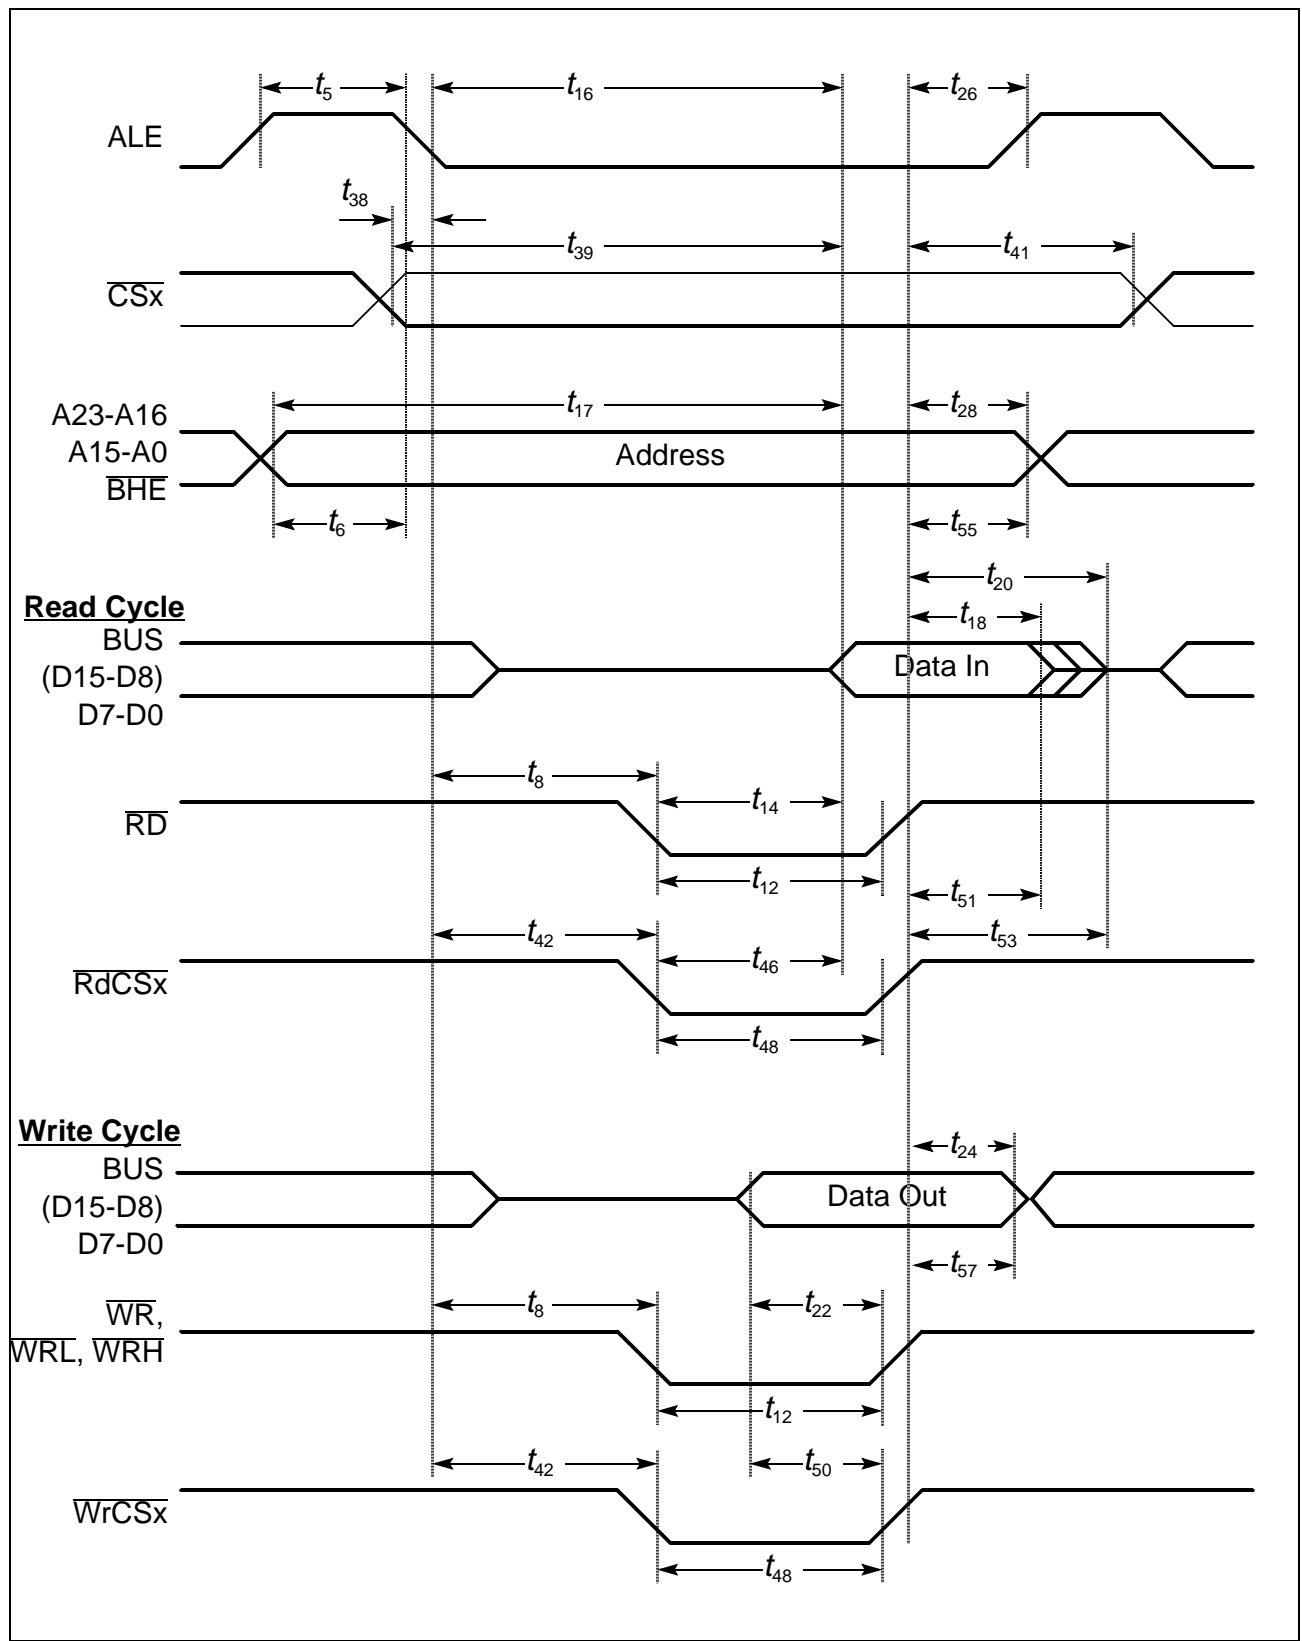 t5
t16
t26
ALE
t38
t39
t41
CSx
t17
t28
A23-A16
A15-A0
Address
BHE
t6
t55
t20
Read Cycle
t18
BUS
Data In
(D15-D8)
D7-D0
t8
t14
RD
t12
t51
t42
t53
t46
RdCSx
t48
Write Cycle
t24
BUS
(D15-D8)
Data Out
D7-D0
t57
t8
t22
WR,
WRL, WRH
t12
t42
t50
WrCSx
t48